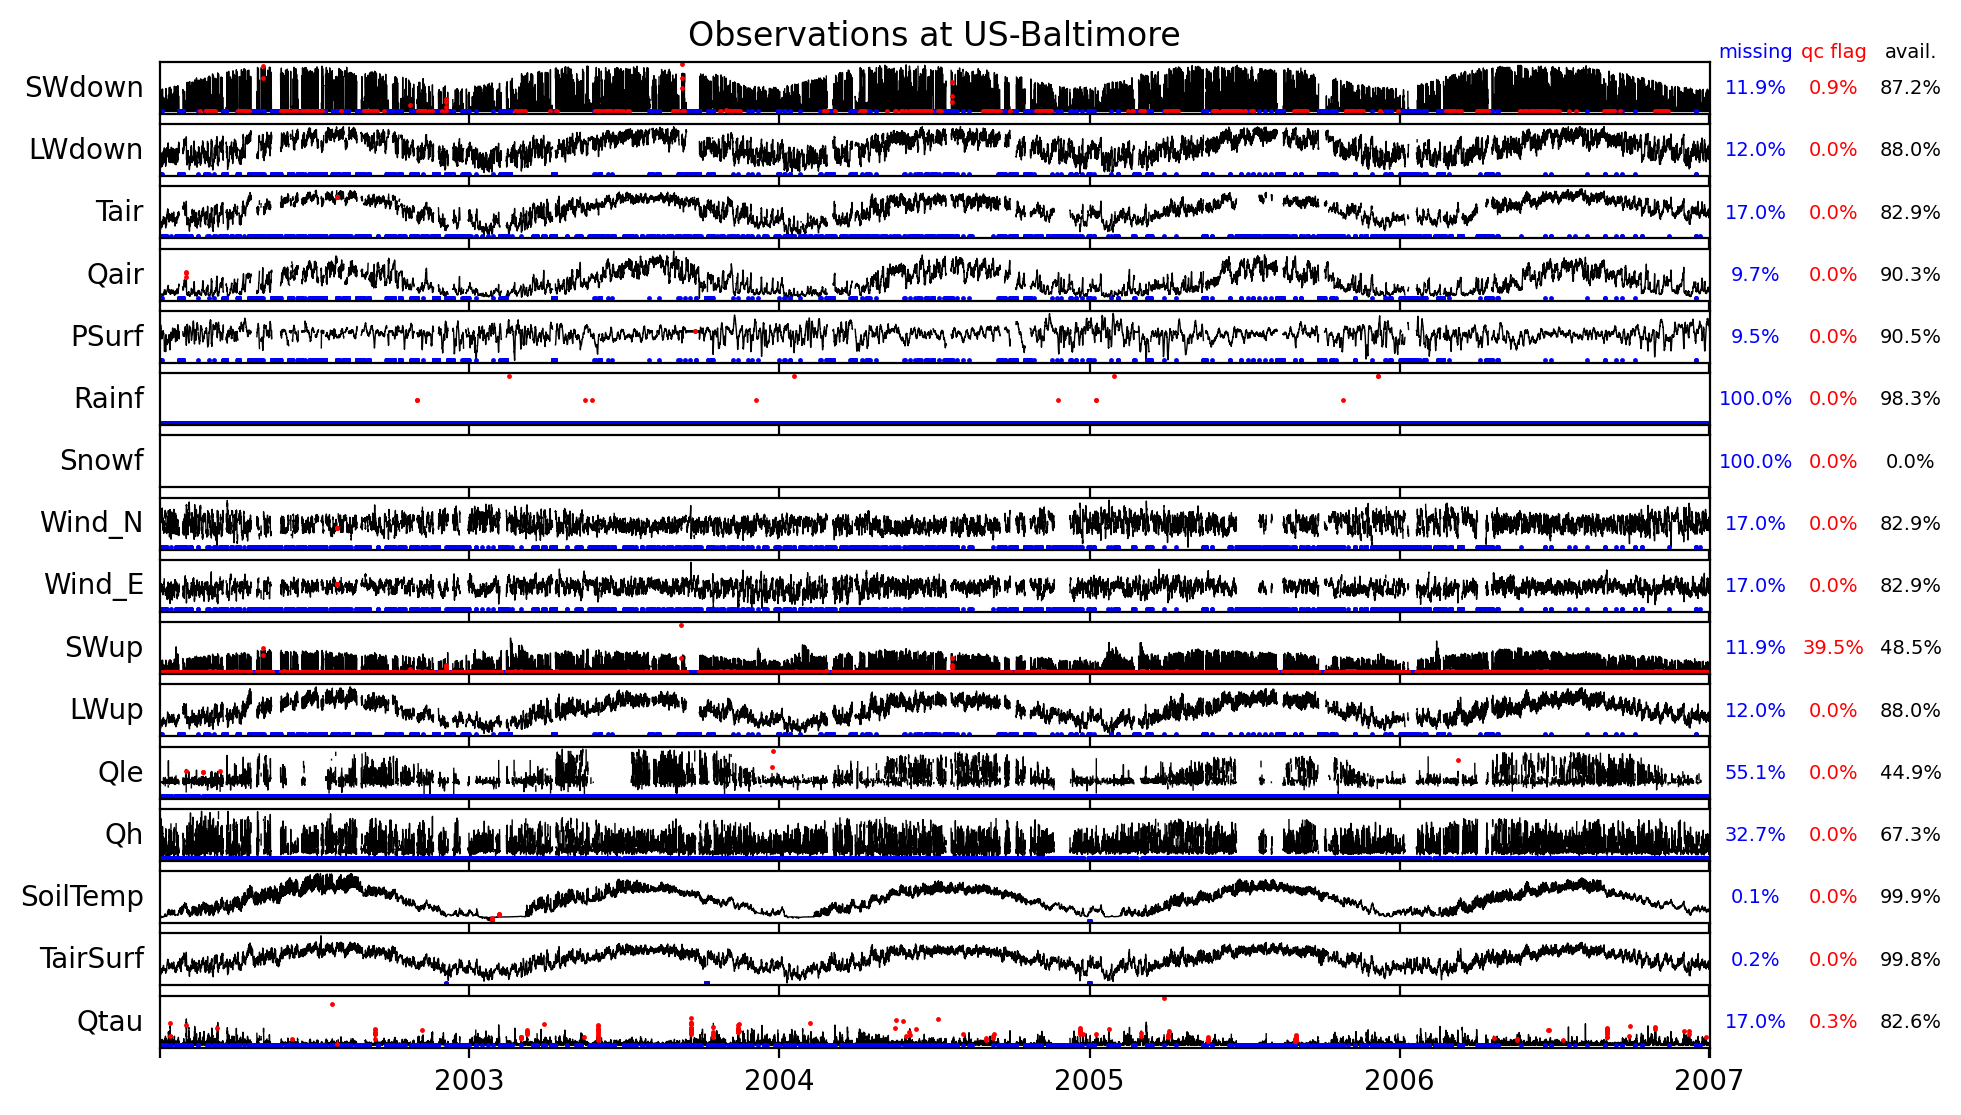 Observations at US-Baltimore
missing qc flag avail.
SWdown 11.9% 0.9% 87.2%
LWdown 12.0% 0.0% 88.0%
Tair 17.0% 0.0% 82.9%
Qair 9.7% 0.0% 90.3%
PSurf 9.5% 0.0% 90.5%
Rainf 100.0% 0.0% 98.3%
Snowf 100.0% 0.0% 0.0%
Wind_N 17.0% 0.0% 82.9%
Wind_E 17.0% 0.0% 82.9%
SWup 11.9% 39.5% 48.5%
LWup 12.0% 0.0% 88.0%
Qle 55.1% 0.0% 44.9%
Qh 32.7% 0.0% 67.3%
SoilTemp 0.1% 0.0% 99.9%
TairSurf 0.2% 0.0% 99.8%
Qtau 17.0% 0.3% 82.6%
2003 2004 2005 2006 2007